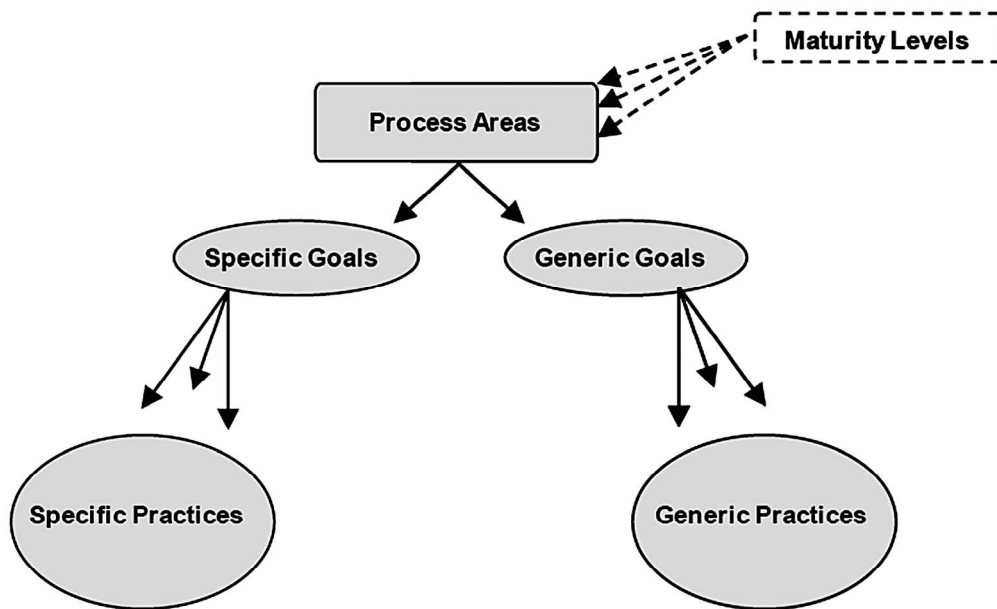 Maturity Levels
Process Areas
Specific Goals
Generic Goals
Specific Practices
Generic Practices